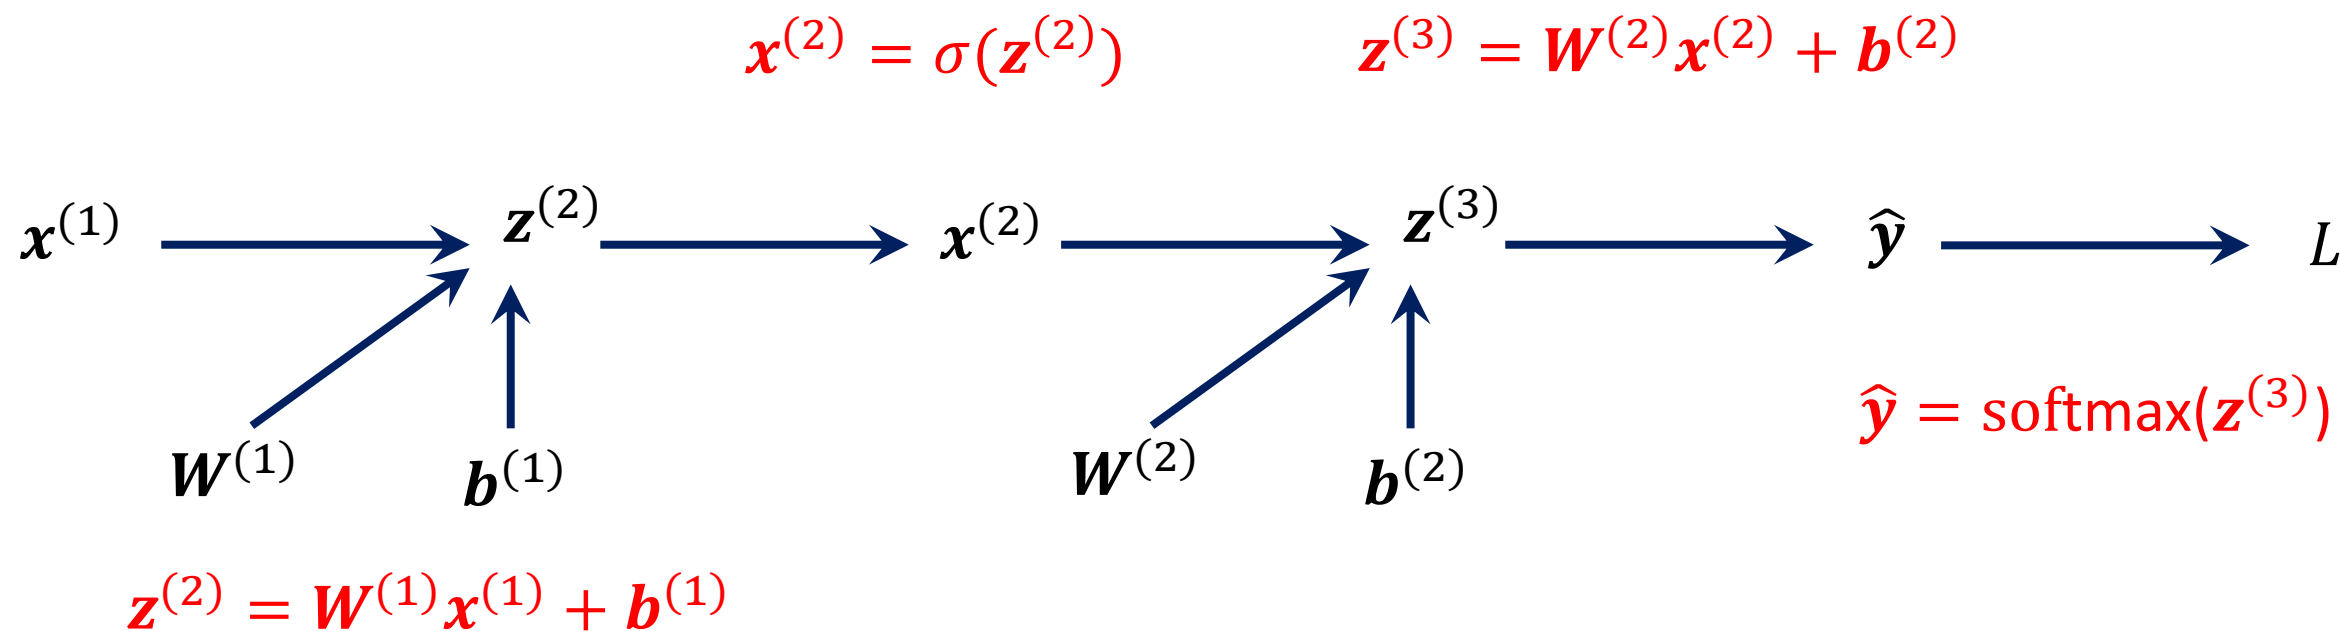 x^(2) = σ(z^(2)) z^(3) = W^(2)x^(2) + b^(2)
x^(1) z^(2) x^(2) z^(3) ŷ L
ŷ = softmax(z^(3))
W^(1) b^(1) W^(2) b^(2)
z^(2) = W^(1)x^(1) + b^(1)